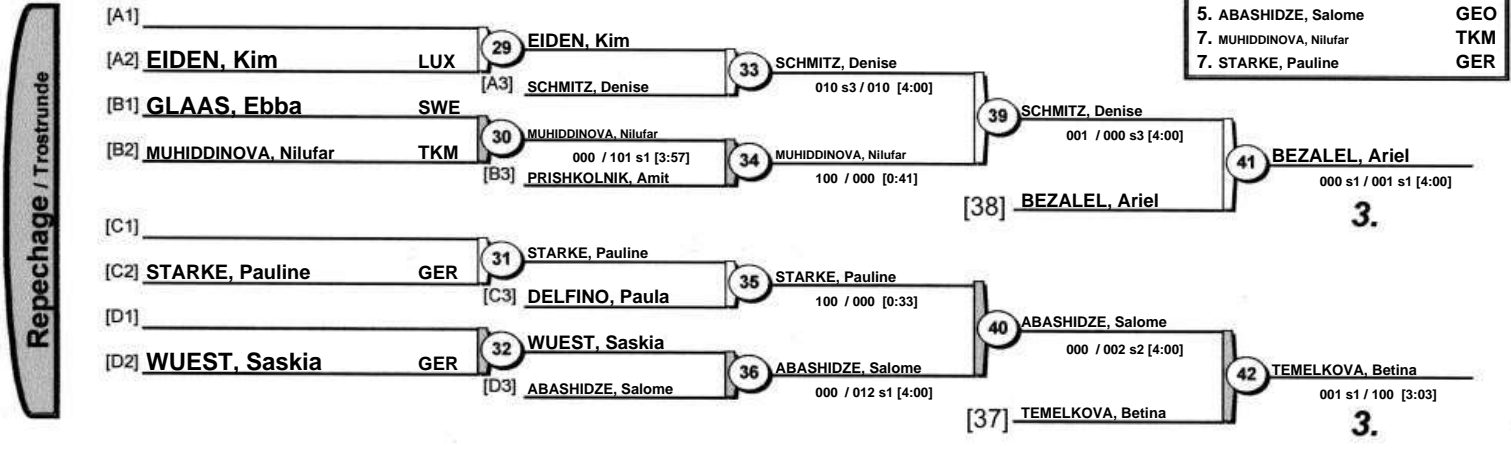 Repechage / Trostrunde
5. ABASHIDZE, Salome GEO
7. MUHIDDINOVA, Nilufar TKM
7. STARKE, Pauline GER
[A1]
[A2] EIDEN, Kim LUX
29
EIDEN, Kim
[A3] SCHMITZ, Denise
33
SCHMITZ, Denise
010 s3 / 010 [4:00]
[B1] GLAAS, Ebba SWE
[B2] MUHIDDINOVA, Nilufar TKM
30
MUHIDDINOVA, Nilufar
000 / 101 s1 [3:57]
[B3] PRISHKOLNIK, Amit
34
MUHIDDINOVA, Nilufar
100 / 000 [0:41]
39
SCHMITZ, Denise
001 / 000 s3 [4:00]
[38] BEZALEL, Ariel
41
BEZALEL, Ariel
000 s1 / 001 s1 [4:00]
3.
[C1]
[C2] STARKE, Pauline GER
31
STARKE, Pauline
[C3] DELFINO, Paula
35
STARKE, Pauline
100 / 000 [0:33]
[D1]
[D2] WUEST, Saskia GER
32
WUEST, Saskia
[D3] ABASHIDZE, Salome
36
ABASHIDZE, Salome
000 / 012 s1 [4:00]
40
ABASHIDZE, Salome
000 / 002 s2 [4:00]
[37] TEMELKOVA, Betina
42
TEMELKOVA, Betina
001 s1 / 100 [3:03]
3.